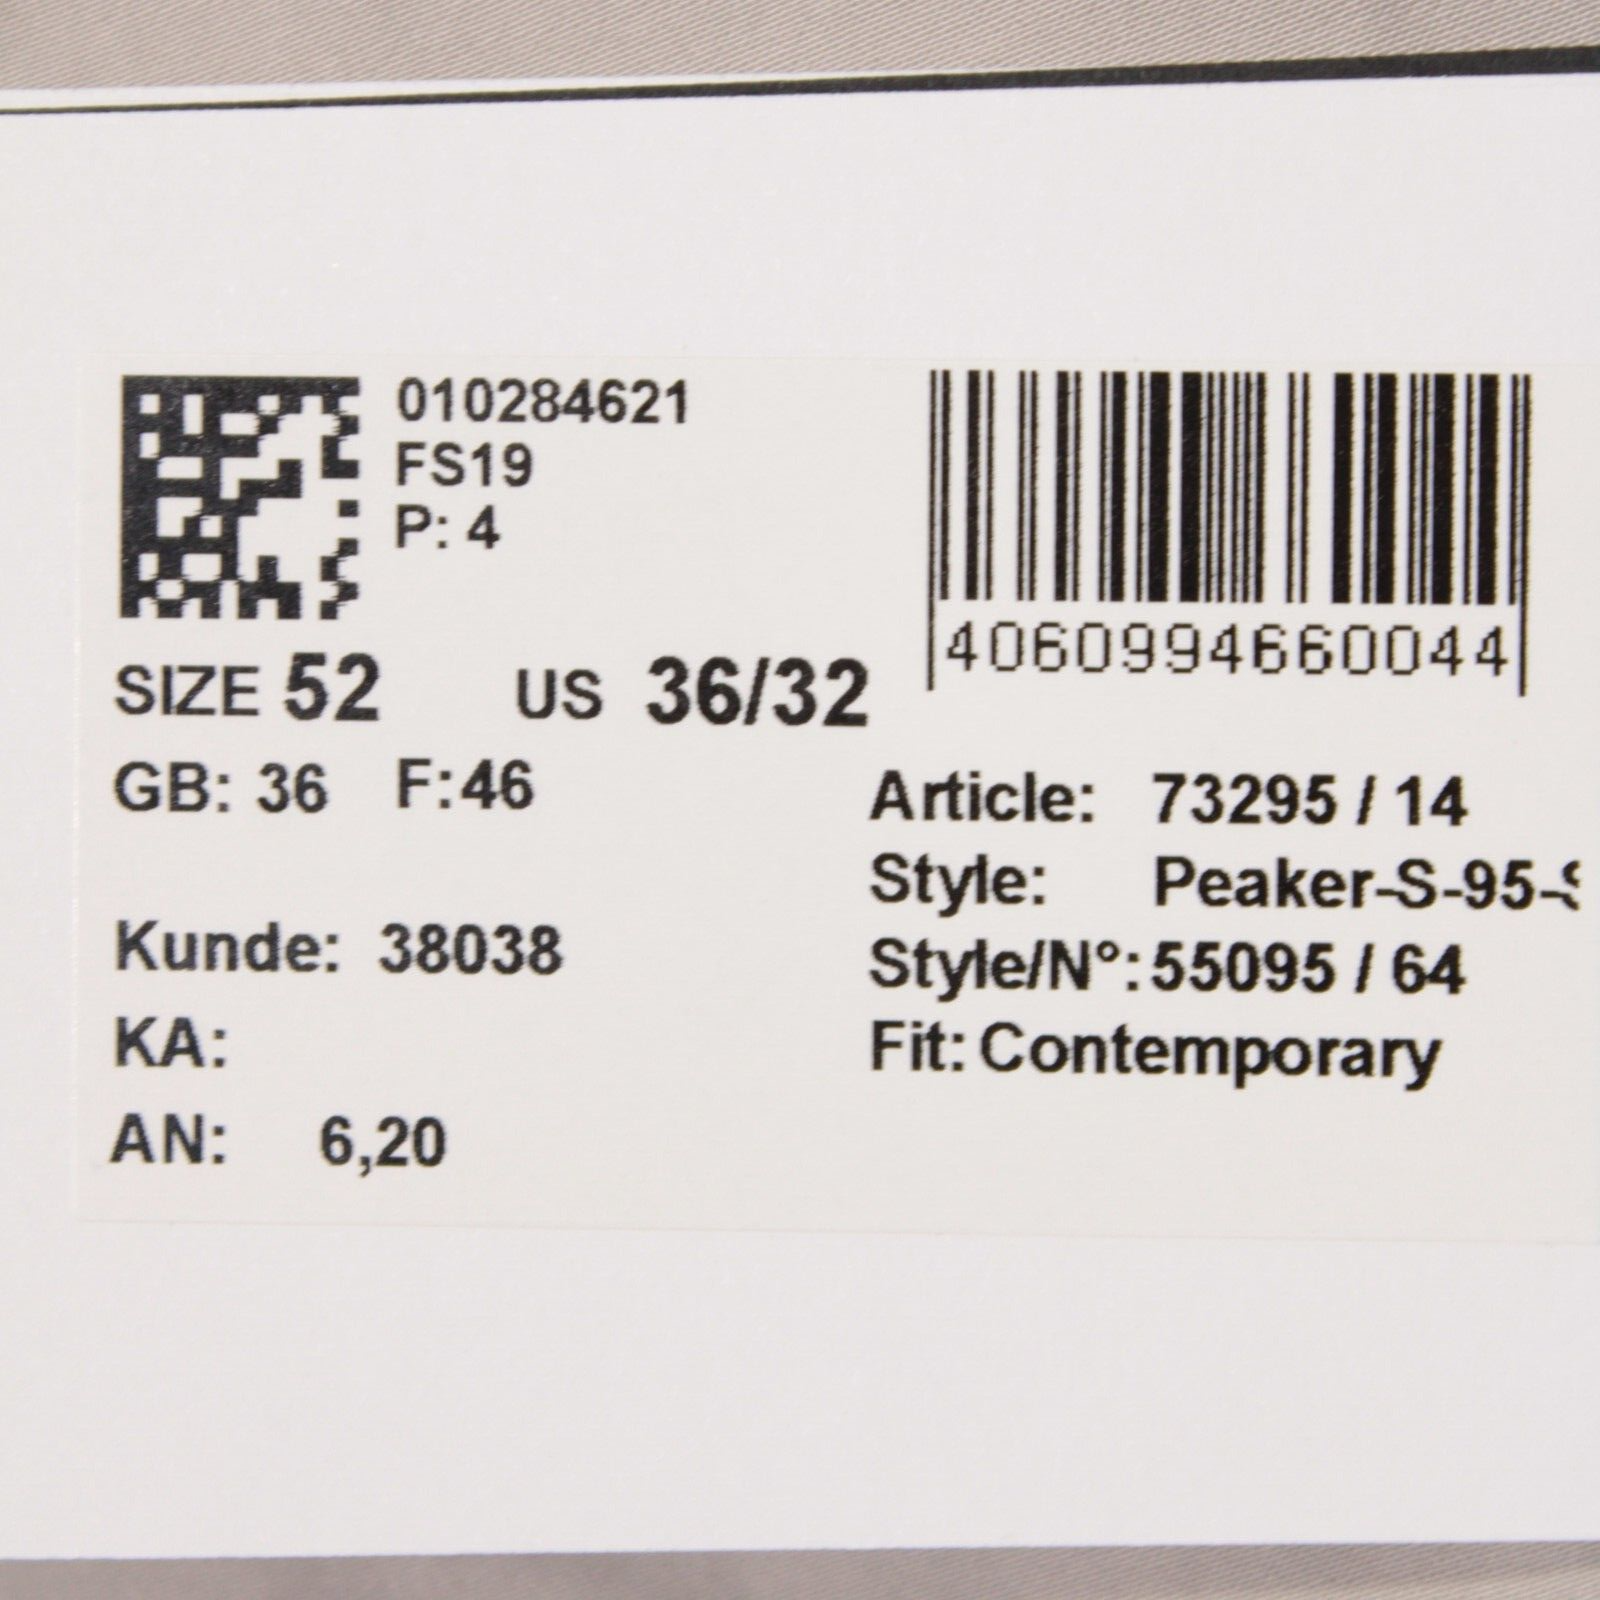 010284621
FS19
P: 4
4060994660044
SIZE 52 US 36/32
GB: 36 F:46
Article: 73295 / 14
Style: Peaker-S-95-
Kunde: 38038
Style/N°: 55095 / 64
KA:
Fit: Contemporary
AN: 6,20